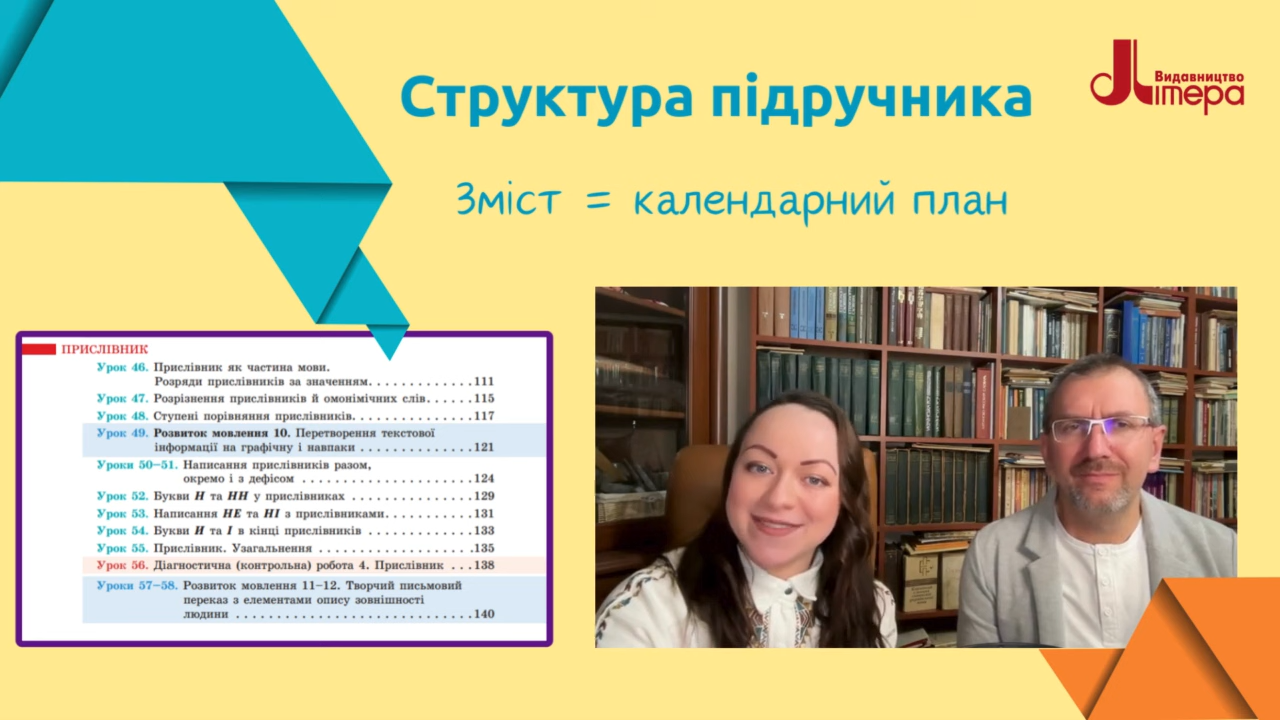 Структура підручника
Видавництво
Літера
Зміст = календарний план
ПРИСЛІВНИК
Урок 46. Прислівник як частина мови.
Розряди прислівників за значенням. . . . . . . . . . . . .111
Урок 47. Розрізнення прислівників й омонімічних слів. . . . . .115
Урок 48. Ступені порівняння прислівників. . . . . . . . . . . . . . .117
Урок 49. Розвиток мовлення 10. Перетворення текстової
інформації на графічну і навпаки . . . . . . . . . . . . . .121
Уроки 50–51. Написання прислівників разом,
окремо і з дефісом . . . . . . . . . . . . . . . . . . . . .124
Урок 52. Букви Н та НН у прислівниках . . . . . . . . . . . . . . .129
Урок 53. Написання НЕ та НІ з прислівниками. . . . . . . . . . .131
Урок 54. Букви И та І в кінці прислівників . . . . . . . . . . . . .133
Урок 55. Прислівник. Узагальнення . . . . . . . . . . . . . . . . . . .135
Урок 56. Діагностична (контрольна) робота 4. Прислівник . . .138
Уроки 57–58. Розвиток мовлення 11–12. Творчий письмовий
переказ з елементами опису зовнішності
людини . . . . . . . . . . . . . . . . . . . . . . . . . . . . .140